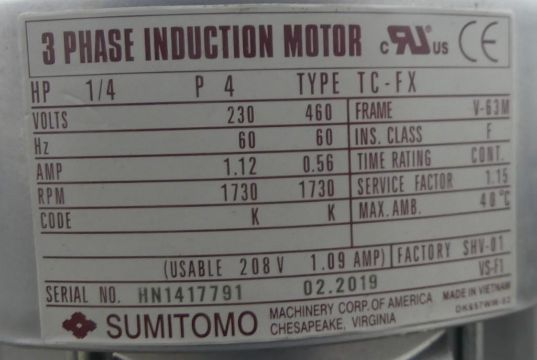 3 PHASE INDUCTION MOTOR c RU US CE
HP 1/4 P 4 TYPE TC-FX
VOLTS 230 460 FRAME V-63M
Hz 60 60 INS. CLASS F
AMP 1.12 0.56 TIME RATING CONT.
RPM 1730 1730 SERVICE FACTOR 1.15
CODE K K MAX. AMB. 40°C
(USABLE 208V 1.09 AMP) FACTORY SHV-01
VS-F1
SERIAL NO. HN1417791 02.2019 MADE IN VIETNAM
SUMITOMO MACHINERY CORP. OF AMERICA
CHESAPEAKE, VIRGINIA